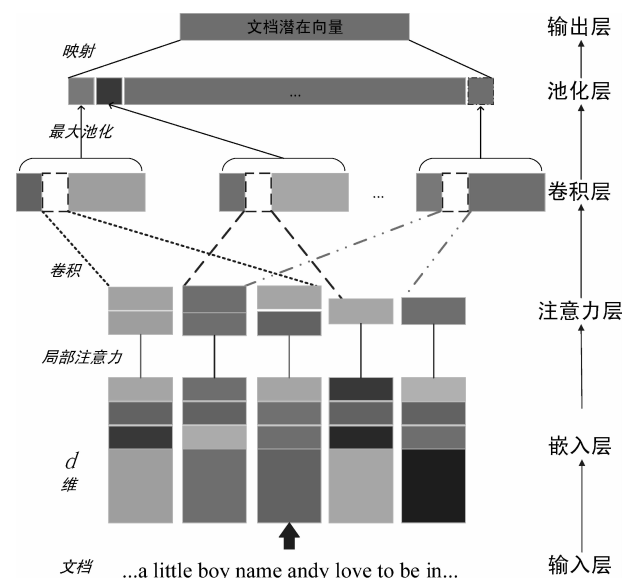 文档潜在向量
输出层
映射
...
池化层
最大池化
...
卷积层
卷积
注意力层
局部注意力
嵌入层
d
维
文档
...a little boy name andy love to be in...
输入层